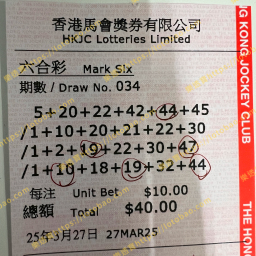 香港馬會獎券有限公司
HKJC Lotteries Limited
六合彩 Mark Six
期數 / Draw No. 034
5+20+22+42+44+45
/1+10+20+21+22+30
/1+2+19+22+30+47
/1+10+18+19+32+44
每注 Unit Bet $10.00
總額 Total $40.00
25年3月27日 27MAR25
HONG KONG JOCKEY CLUB
THE HONG